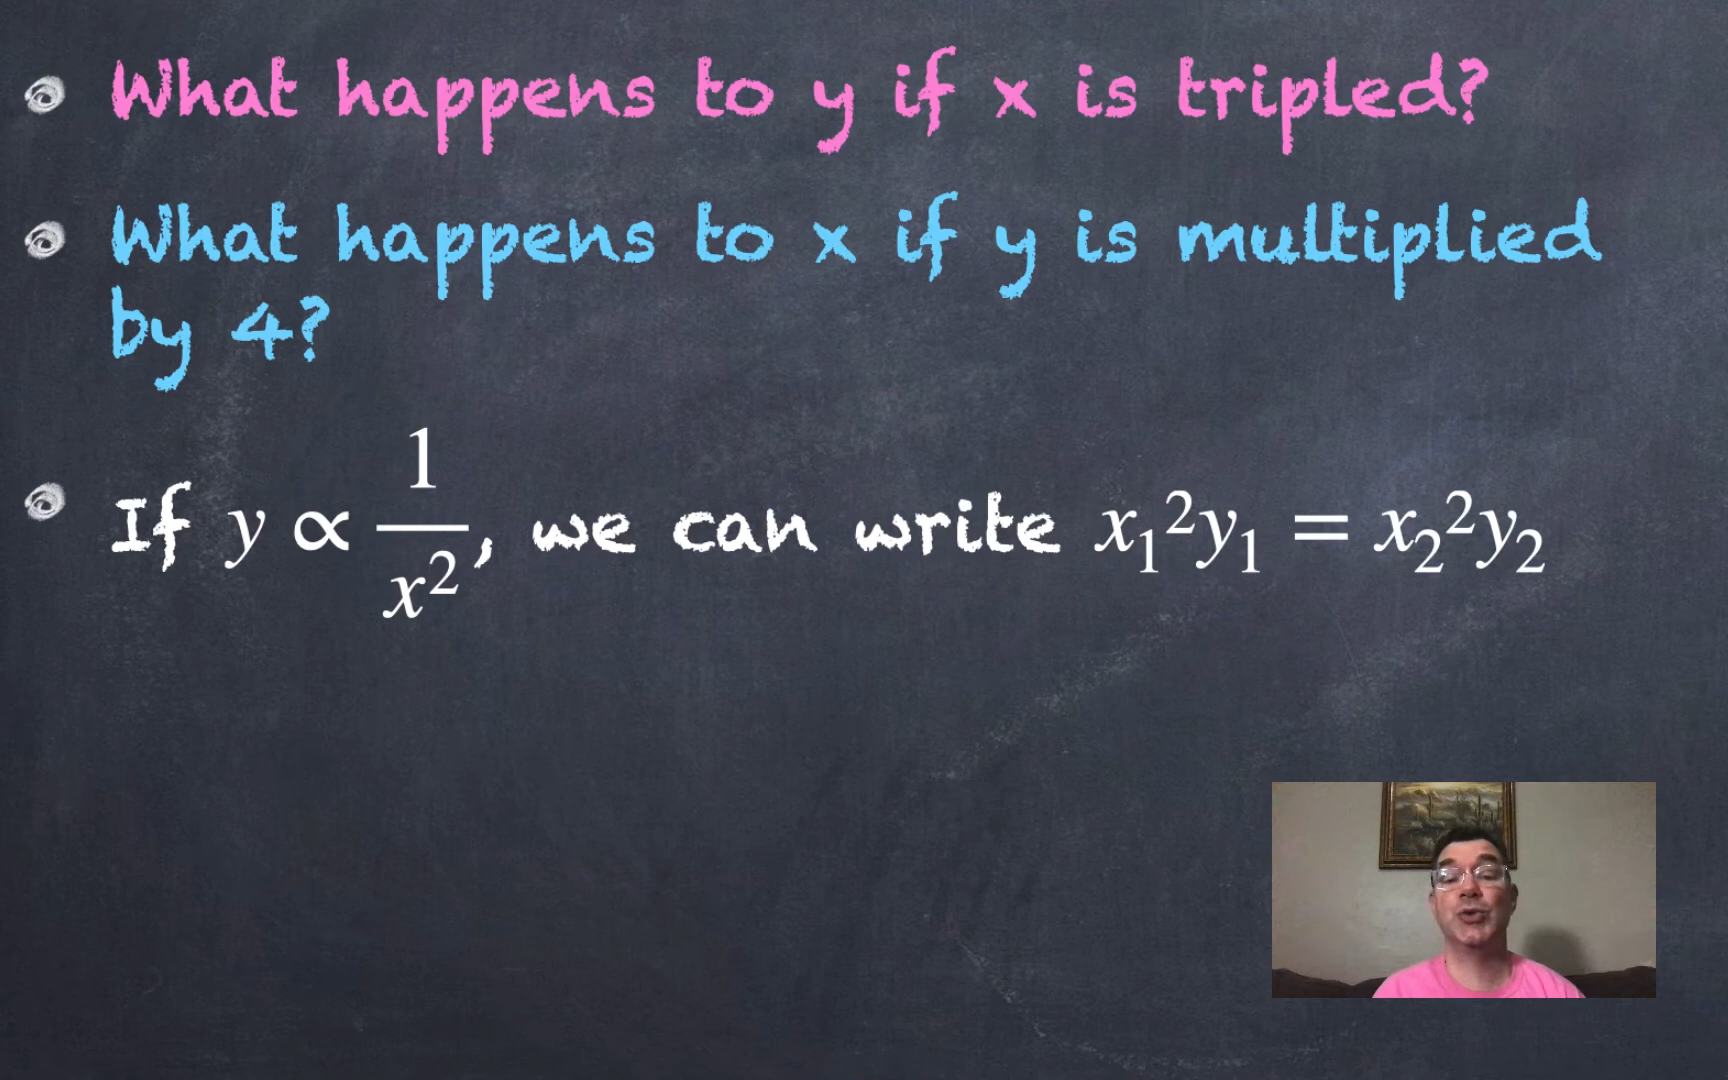 What happens to y if x is tripled?
What happens to x if y is multiplied
by 4?
If y ∝ 1/x², we can write x₁²y₁ = x₂²y₂